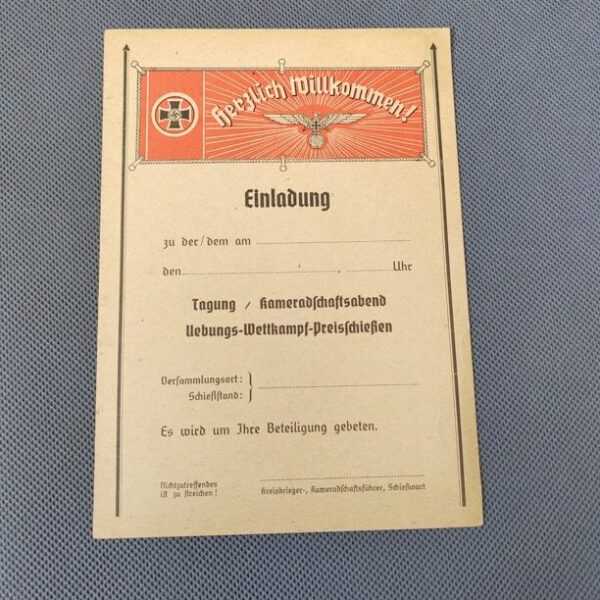 Herzlich Willkommen!
Einladung
zu der/dem am
den Uhr
Tagung / Kameradschaftsabend
Uebungs-Wettkampf-Preisschießen
Versammlungsort:
Schießstand:
Es wird um Ihre Beteiligung gebeten.
Nichtzutreffendes
ist zu streichen!
Kreiskrieger-, Kameradschaftsführer, Schießwart